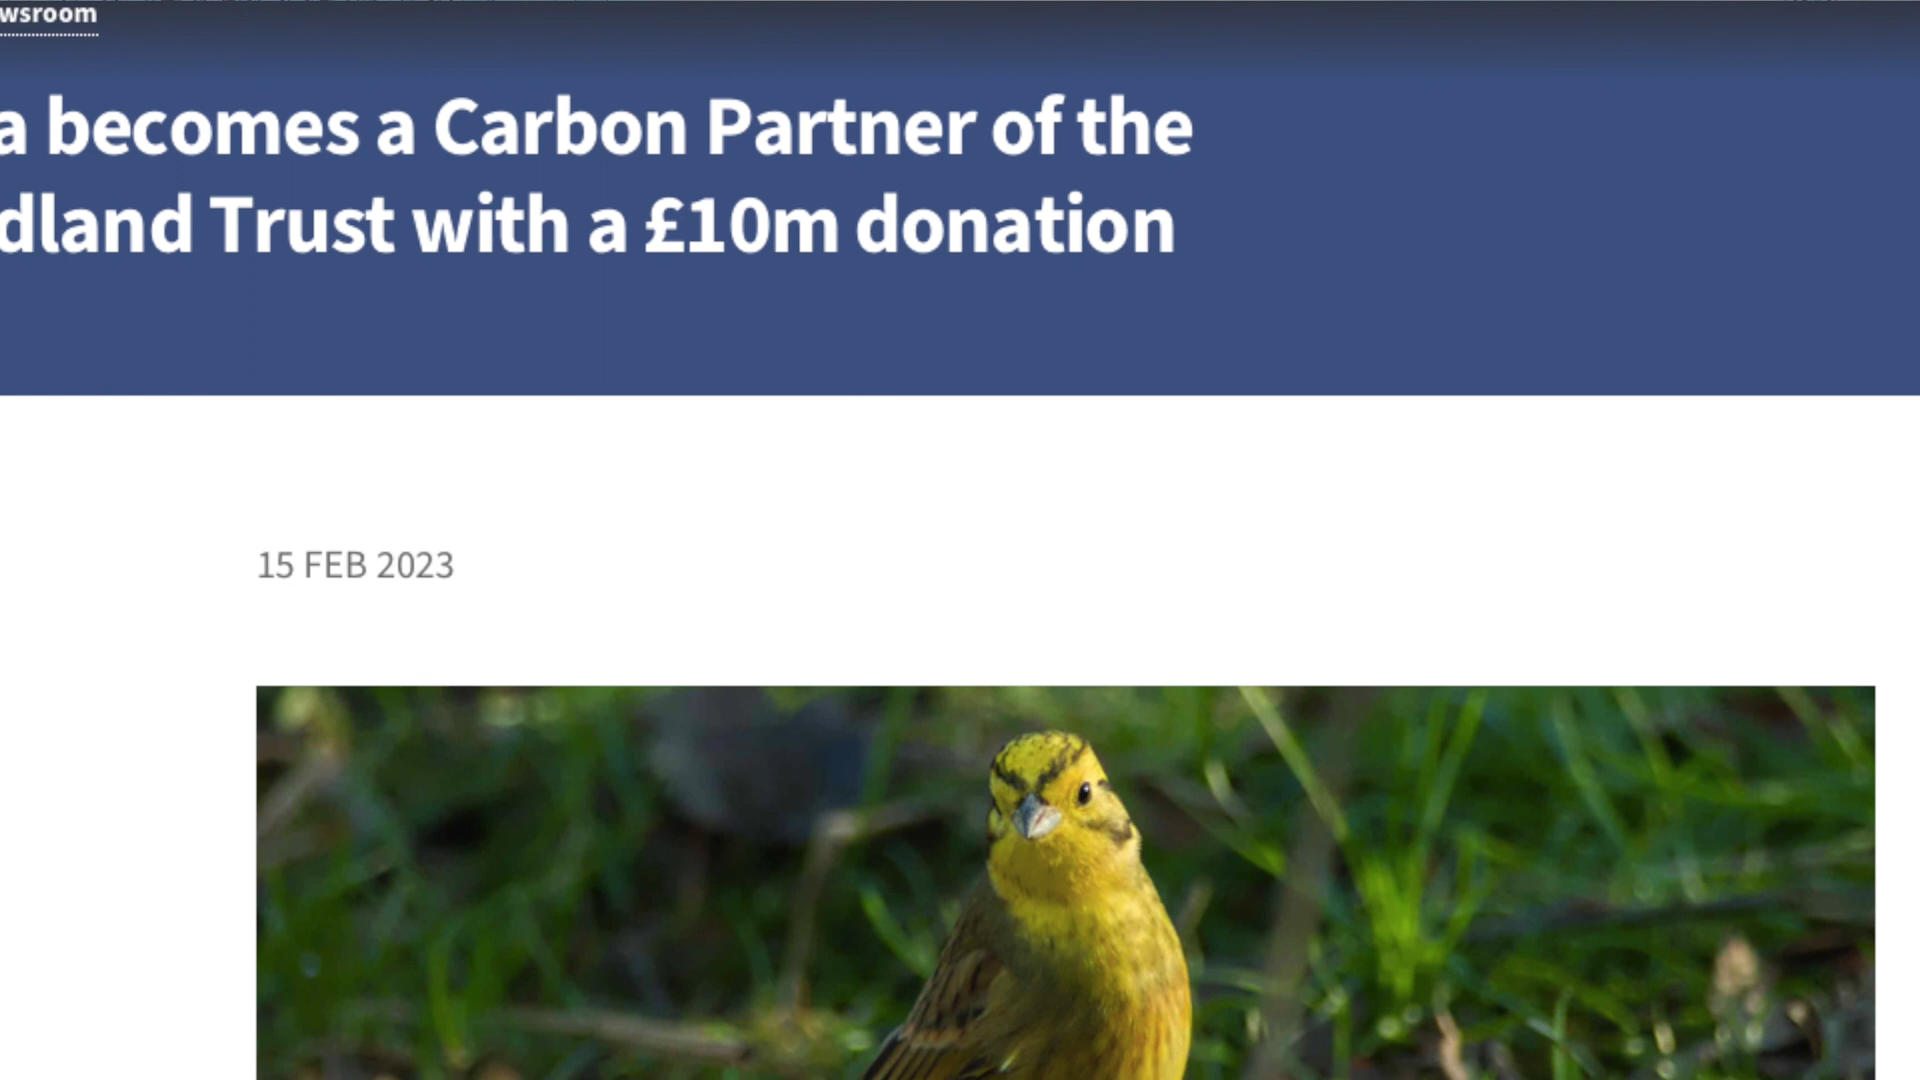 wsroom
a becomes a Carbon Partner of the
dland Trust with a £10m donation
15 FEB 2023